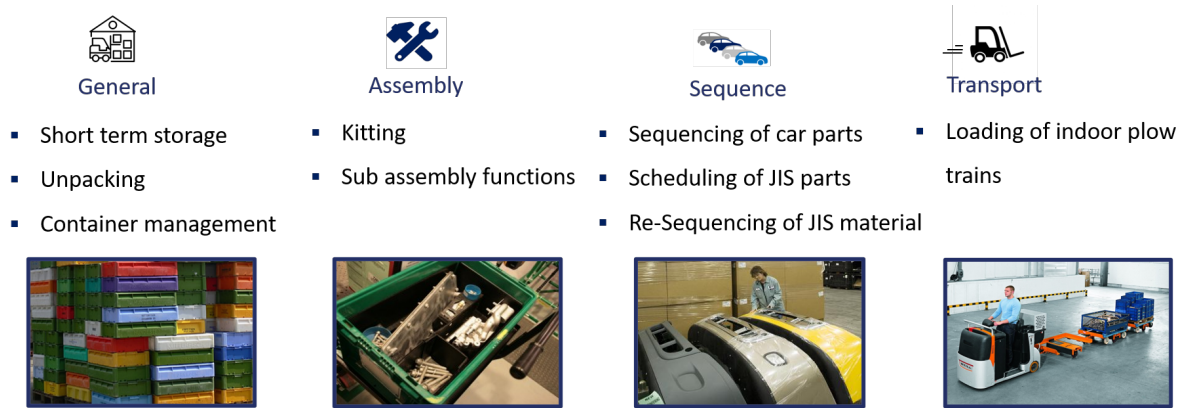 General
Short term storage
Unpacking
Container management
Assembly
Kitting
Sub assembly functions
Sequence
Sequencing of car parts
Scheduling of JIS parts
Re-Sequencing of JIS material
Transport
Loading of indoor plow
trains